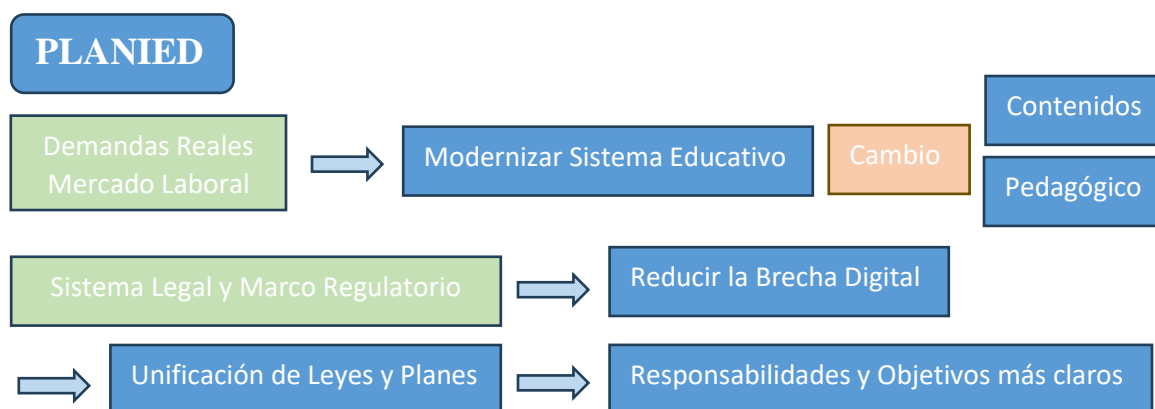 PLANIED
Demandas Reales
Mercado Laboral
Modernizar Sistema Educativo
Cambio
Contenidos
Pedagógico
Sistema Legal y Marco Regulatorio
Reducir la Brecha Digital
Unificación de Leyes y Planes
Responsabilidades y Objetivos más claros